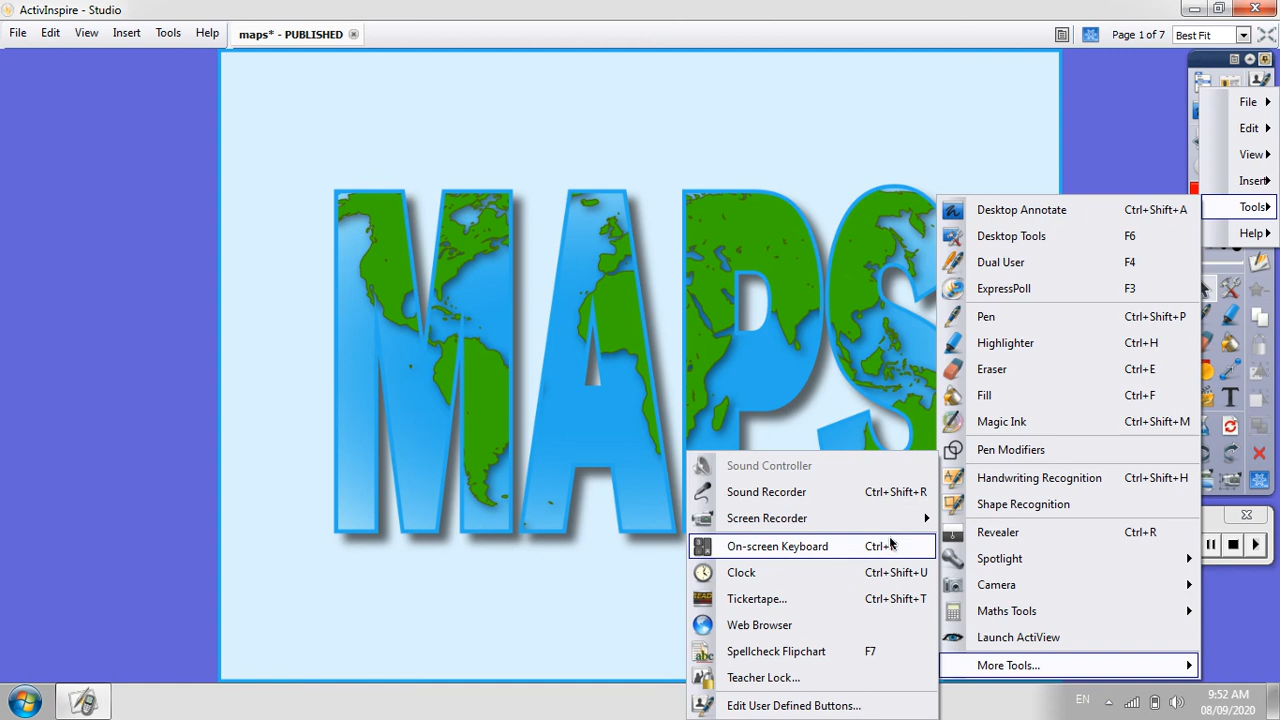 ActivInspire - Studio
File Edit View Insert Tools Help
maps* - PUBLISHED
Page 1 of 7
Best Fit
MAPS
File
Edit
View
Insert
Tools
Help
Desktop Annotate Ctrl+Shift+A
Desktop Tools F6
Dual User F4
ExpressPoll F3
Pen Ctrl+Shift+P
Highlighter Ctrl+H
Eraser Ctrl+E
Fill Ctrl+F
Magic Ink Ctrl+Shift+M
Pen Modifiers
Handwriting Recognition Ctrl+Shift+H
Shape Recognition
Revealer Ctrl+R
Spotlight
Camera
Maths Tools
Launch ActiView
More Tools...
Sound Controller
Sound Recorder Ctrl+Shift+R
Screen Recorder
On-screen Keyboard
Clock Ctrl+Shift+U
Tickertape... Ctrl+Shift+T
Web Browser
Spellcheck Flipchart F7
Teacher Lock...
Edit User Defined Buttons...
EN
9:52 AM
08/09/2020